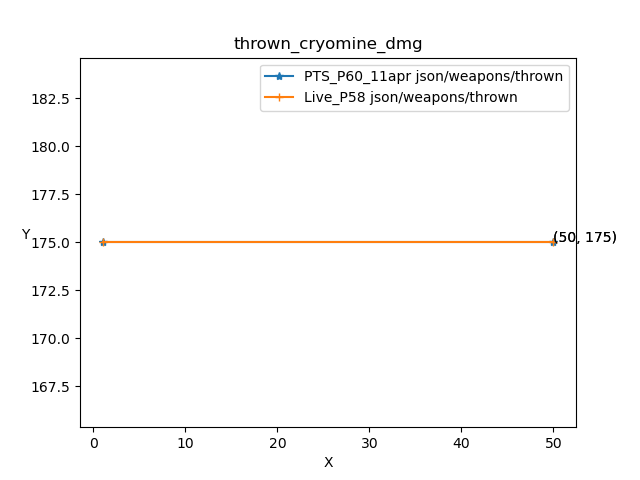 thrown_cryomine_dmg
PTS_P60_11apr json/weapons/thrown
Live_P58 json/weapons/thrown
182.5
180.0
177.5
Y
175.0
(50, 175)
172.5
170.0
167.5
0 10 20 30 40 50
X